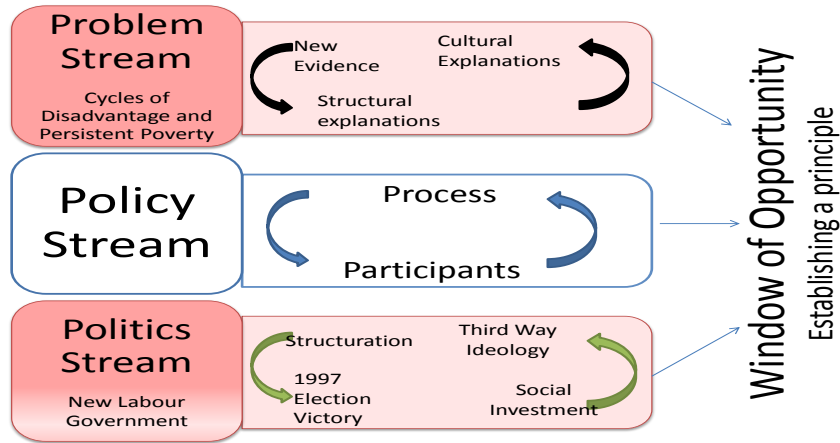 Problem
Stream
Cycles of
Disadvantage and
Persistent Poverty
New
Evidence
Cultural
Explanations
Structural
explanations
Policy
Stream
Process
Participants
Politics
Stream
New Labour
Government
Structuration
Third Way
Ideology
1997
Election
Victory
Social
Investment
Window of Opportunity
Establishing a principle